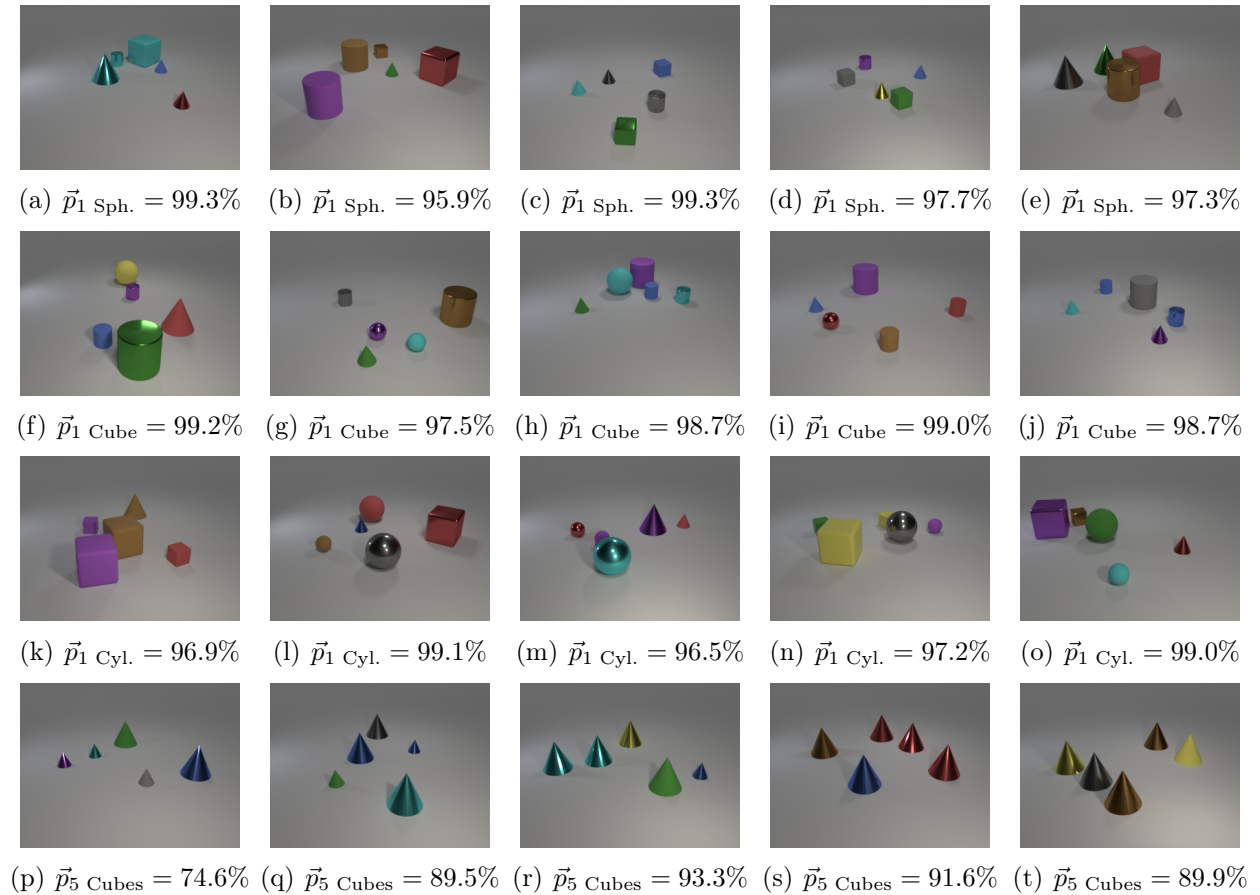 (a) p⃗₁ Sph. = 99.3% (b) p⃗₁ Sph. = 95.9% (c) p⃗₁ Sph. = 99.3% (d) p⃗₁ Sph. = 97.7% (e) p⃗₁ Sph. = 97.3%
(f) p⃗₁ Cube = 99.2% (g) p⃗₁ Cube = 97.5% (h) p⃗₁ Cube = 98.7% (i) p⃗₁ Cube = 99.0% (j) p⃗₁ Cube = 98.7%
(k) p⃗₁ Cyl. = 96.9% (l) p⃗₁ Cyl. = 99.1% (m) p⃗₁ Cyl. = 96.5% (n) p⃗₁ Cyl. = 97.2% (o) p⃗₁ Cyl. = 99.0%
(p) p⃗₅ Cubes = 74.6% (q) p⃗₅ Cubes = 89.5% (r) p⃗₅ Cubes = 93.3% (s) p⃗₅ Cubes = 91.6% (t) p⃗₅ Cubes = 89.9%